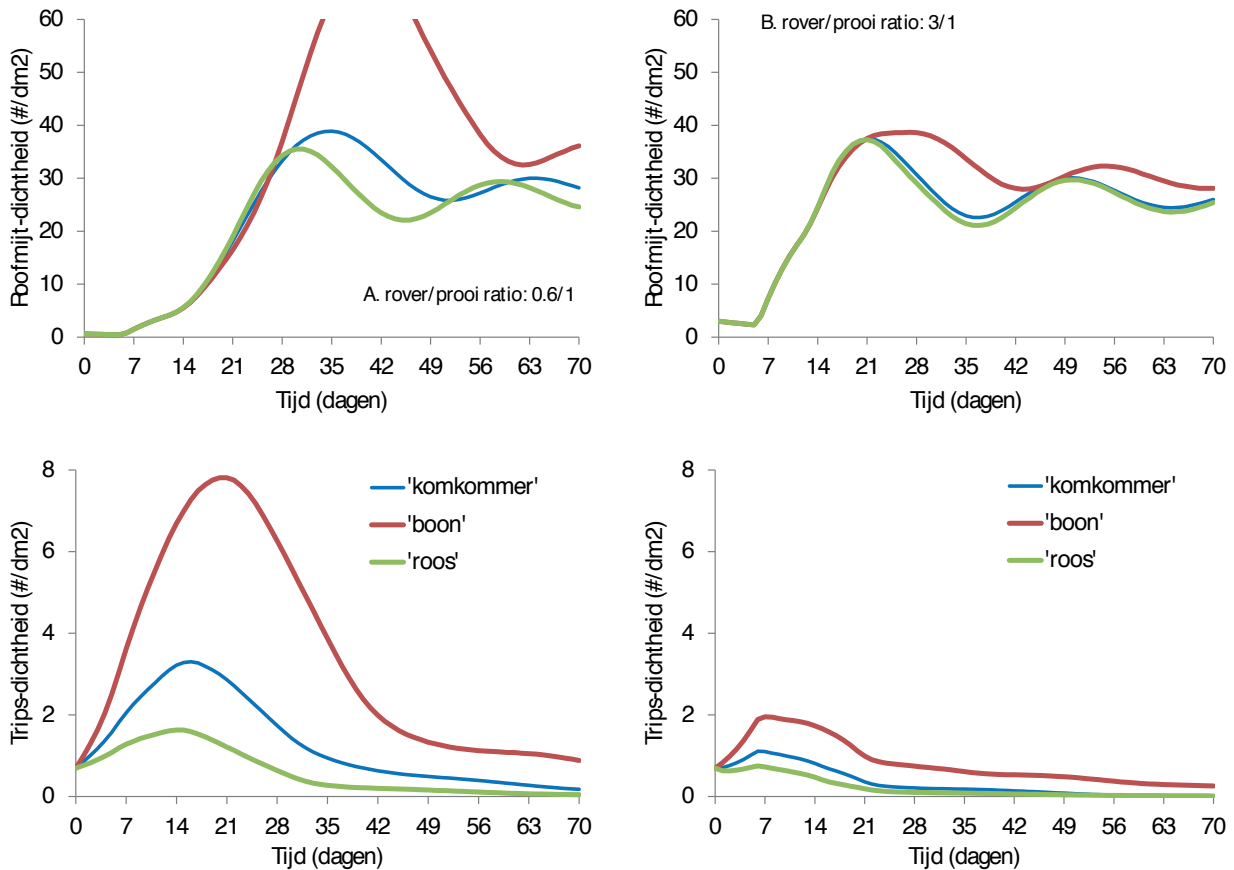 60
50
40
30
20
10
0
Roofmijt-dichtheid (#/dm2)
A. rover/prooi ratio: 0.6/1
0 7 14 21 28 35 42 49 56 63 70
Tijd (dagen)
B. rover/prooi ratio: 3/1
60
50
40
30
20
10
0
Roofmijt-dichtheid (#/dm2)
0 7 14 21 28 35 42 49 56 63 70
Tijd (dagen)
8
6
4
2
0
Trips-dichtheid (#/dm2)
'komkommer'
'boon'
'roos'
0 7 14 21 28 35 42 49 56 63 70
Tijd (dagen)
8
6
4
2
0
Trips-dichtheid (#/dm2)
'komkommer'
'boon'
'roos'
0 7 14 21 28 35 42 49 56 63 70
Tijd (dagen)